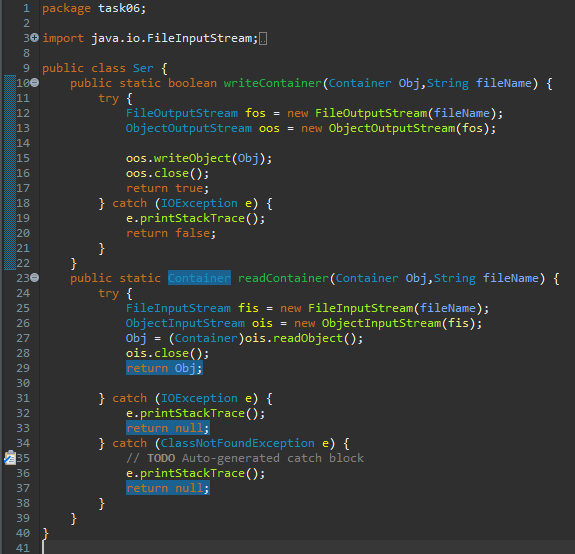 1 package task06;
2
3 import java.io.FileInputStream;
8
9 public class Ser {
10     public static boolean writeContainer(Container Obj,String fileName) {
11         try {
12             FileOutputStream fos = new FileOutputStream(fileName);
13             ObjectOutputStream oos = new ObjectOutputStream(fos);
14
15             oos.writeObject(Obj);
16             oos.close();
17             return true;
18         } catch (IOException e) {
19             e.printStackTrace();
20             return false;
21         }
22     }
23     public static Container readContainer(Container Obj,String fileName) {
24         try {
25             FileInputStream fis = new FileInputStream(fileName);
26             ObjectInputStream ois = new ObjectInputStream(fis);
27             Obj = (Container)ois.readObject();
28             ois.close();
29             return Obj;
30
31         } catch (IOException e) {
32             e.printStackTrace();
33             return null;
34         } catch (ClassNotFoundException e) {
35             // TODO Auto-generated catch block
36             e.printStackTrace();
37             return null;
38         }
39     }
40 }
41